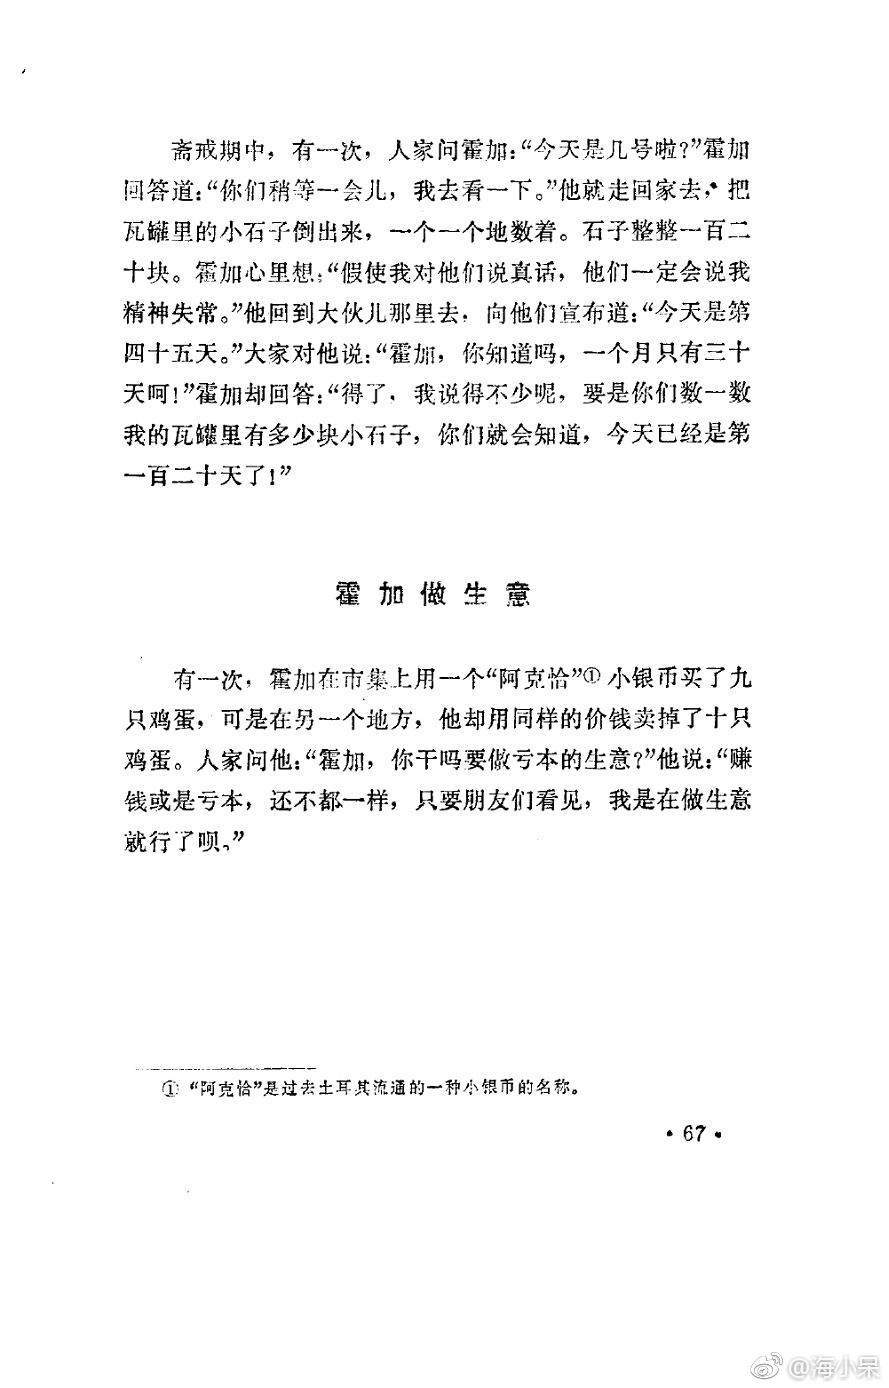 斋戒期中，有一次，人家问霍加：“今天是几号啦？”霍加
回答道：“你们稍等一会儿，我去看一下。”他就走回家去，把
瓦罐里的小石子倒出来，一个一个地数着。石子整整一百二
十块。霍加心里想：“假使我对他们说真话，他们一定会说我
精神失常。”他回到大伙儿那里去，向他们宣布道：“今天是第
四十五天。”大家对他说：“霍加，你知道吗，一个月只有三十
天呵！”霍加却回答：“得了，我说得不少呢，要是你们数一数
我的瓦罐里有多少块小石子，你们就会知道，今天已经是第
一百二十天了！”
霍加做生意
有一次，霍加在市集上用一个“阿克恰”①小银币买了九
只鸡蛋，可是在另一个地方，他却用同样的价钱卖掉了十只
鸡蛋。人家问他：“霍加，你干吗要做亏本的生意？”他说：“赚
钱或是亏本，还不都一样，只要朋友们看见，我是在做生意
就行了呗。”
① “阿克恰”是过去土耳其流通的一种小银币的名称。
• 67 •
@海小呆